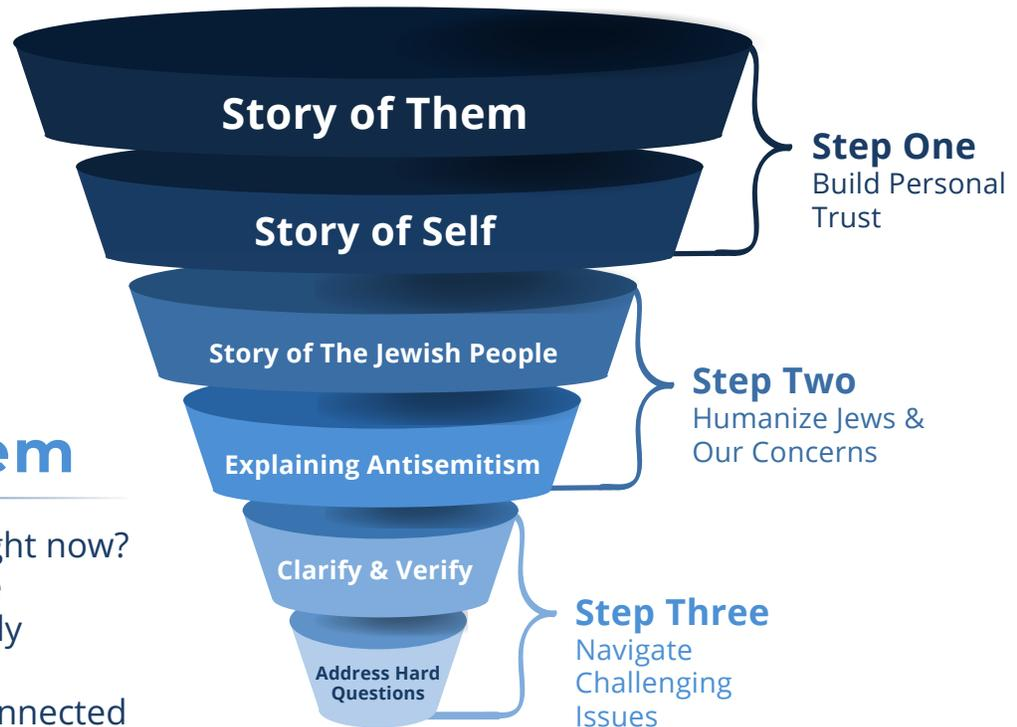 Story of Them
Story of Self
Story of The Jewish People
Explaining Antisemitism
Clarify & Verify
Address Hard
Questions
Step One
Build Personal
Trust
Step Two
Humanize Jews &
Our Concerns
Step Three
Navigate
Challenging
Issues
now?